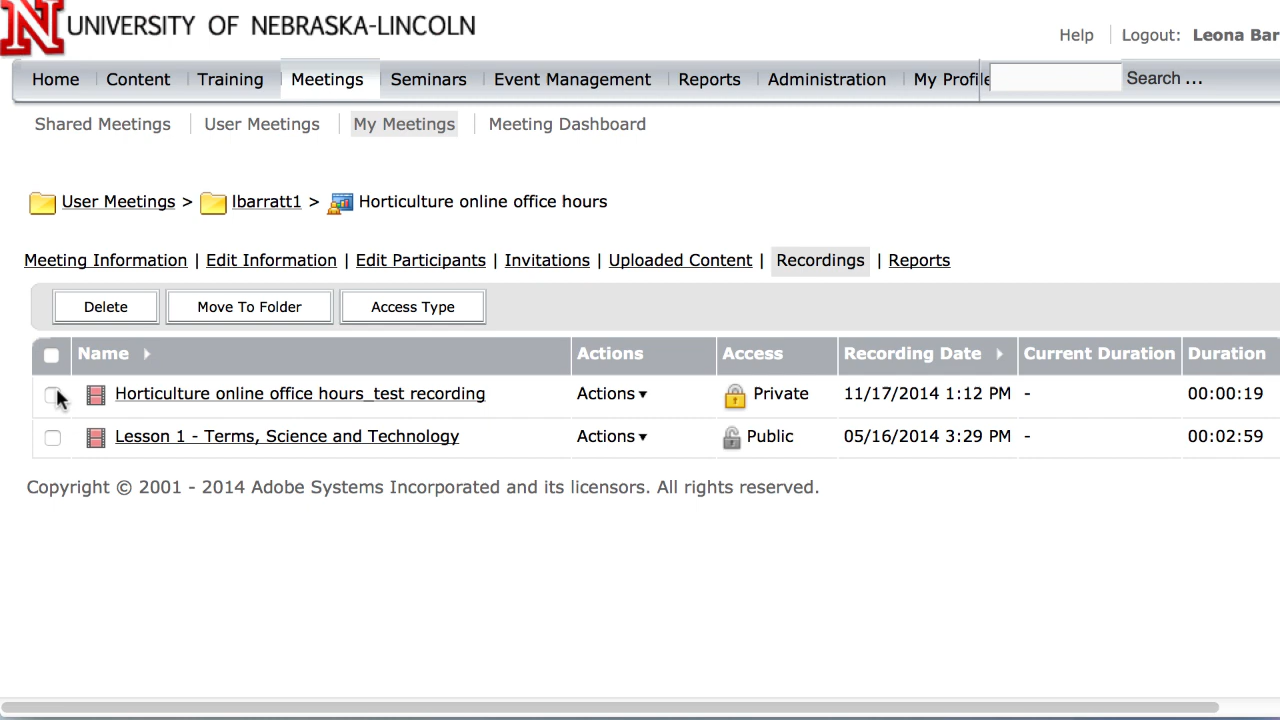 N UNIVERSITY OF NEBRASKA-LINCOLN
Help Logout: Leona Bar
Home Content Training Meetings Seminars Event Management Reports Administration My Profile Search ...
Shared Meetings User Meetings My Meetings Meeting Dashboard
User Meetings > lbarratt1 > Horticulture online office hours
Meeting Information | Edit Information | Edit Participants | Invitations | Uploaded Content | Recordings | Reports
Delete Move To Folder Access Type
Name Actions Access Recording Date Current Duration Duration
Horticulture online office hours_test recording Actions Private 11/17/2014 1:12 PM - 00:00:19
Lesson 1 - Terms, Science and Technology Actions Public 05/16/2014 3:29 PM - 00:02:59
Copyright © 2001 - 2014 Adobe Systems Incorporated and its licensors. All rights reserved.